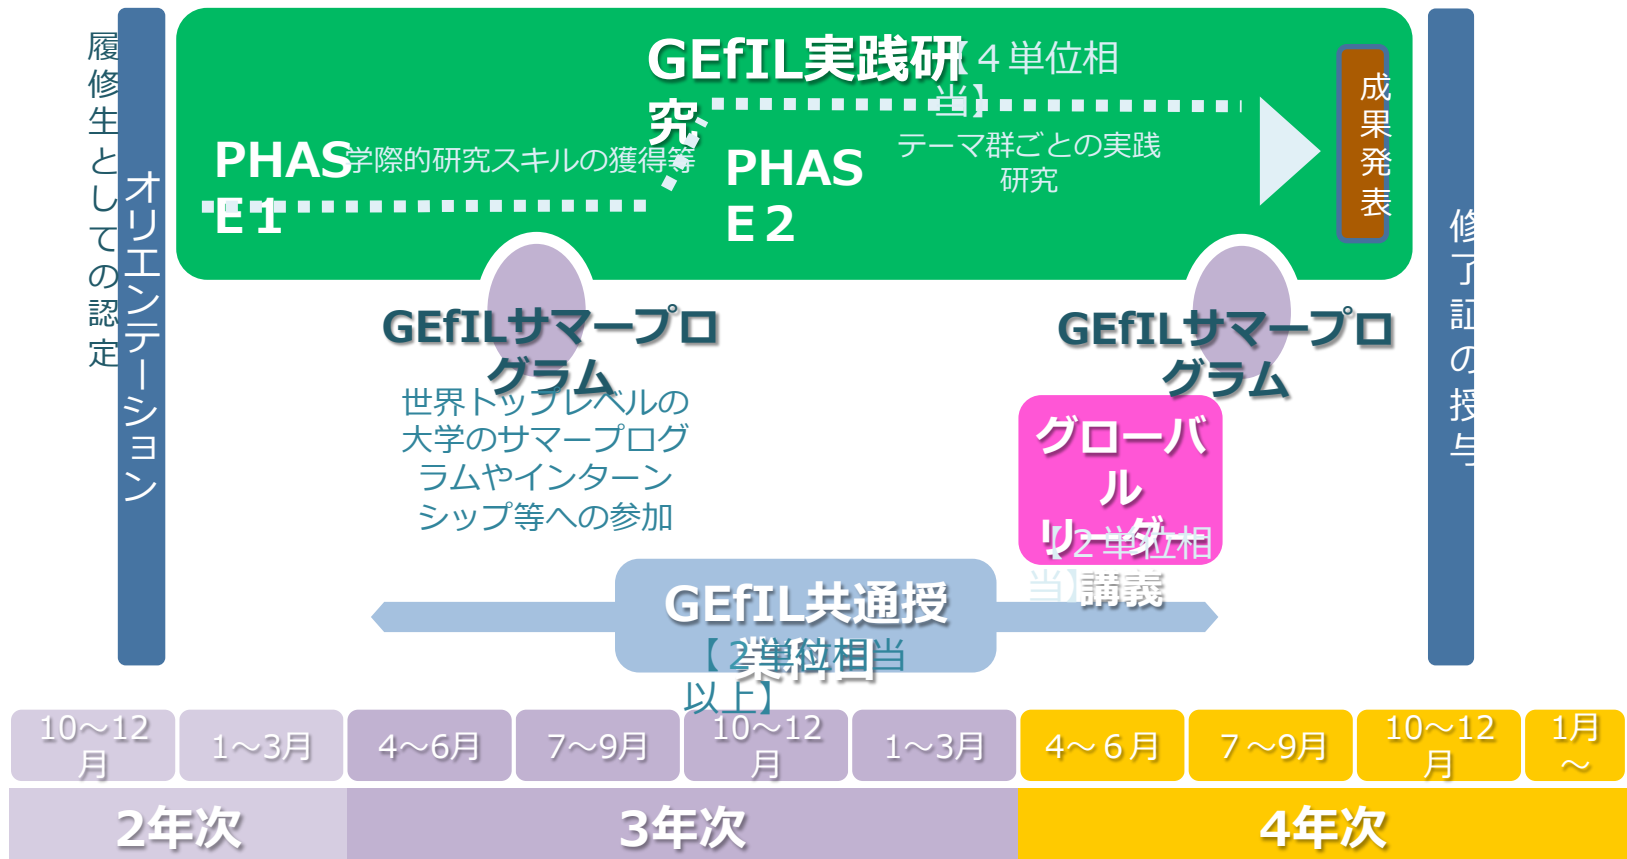 履修生としての認定
オリエンテーション
GEfIL実践研
究
【４単位相
当】
PHAS
E１
学際的研究スキルの獲得等
PHAS
E２
テーマ群ごとの実践
研究
成果発表
修了証の授与
GEfILサマープロ
グラム
世界トップレベルの
大学のサマープログ
ラムやインターン
シップ等への参加
GEfILサマープロ
グラム
グローバ
ル
リーダー
講義
【２単位相
当】
GEfIL共通授
業科目
【２単位相当
以上】
10～12
月
1～3月
4～6月
7～9月
10～12
月
1～3月
4～６月
７～9月
10～12
月
1月
～
2年次
3年次
4年次